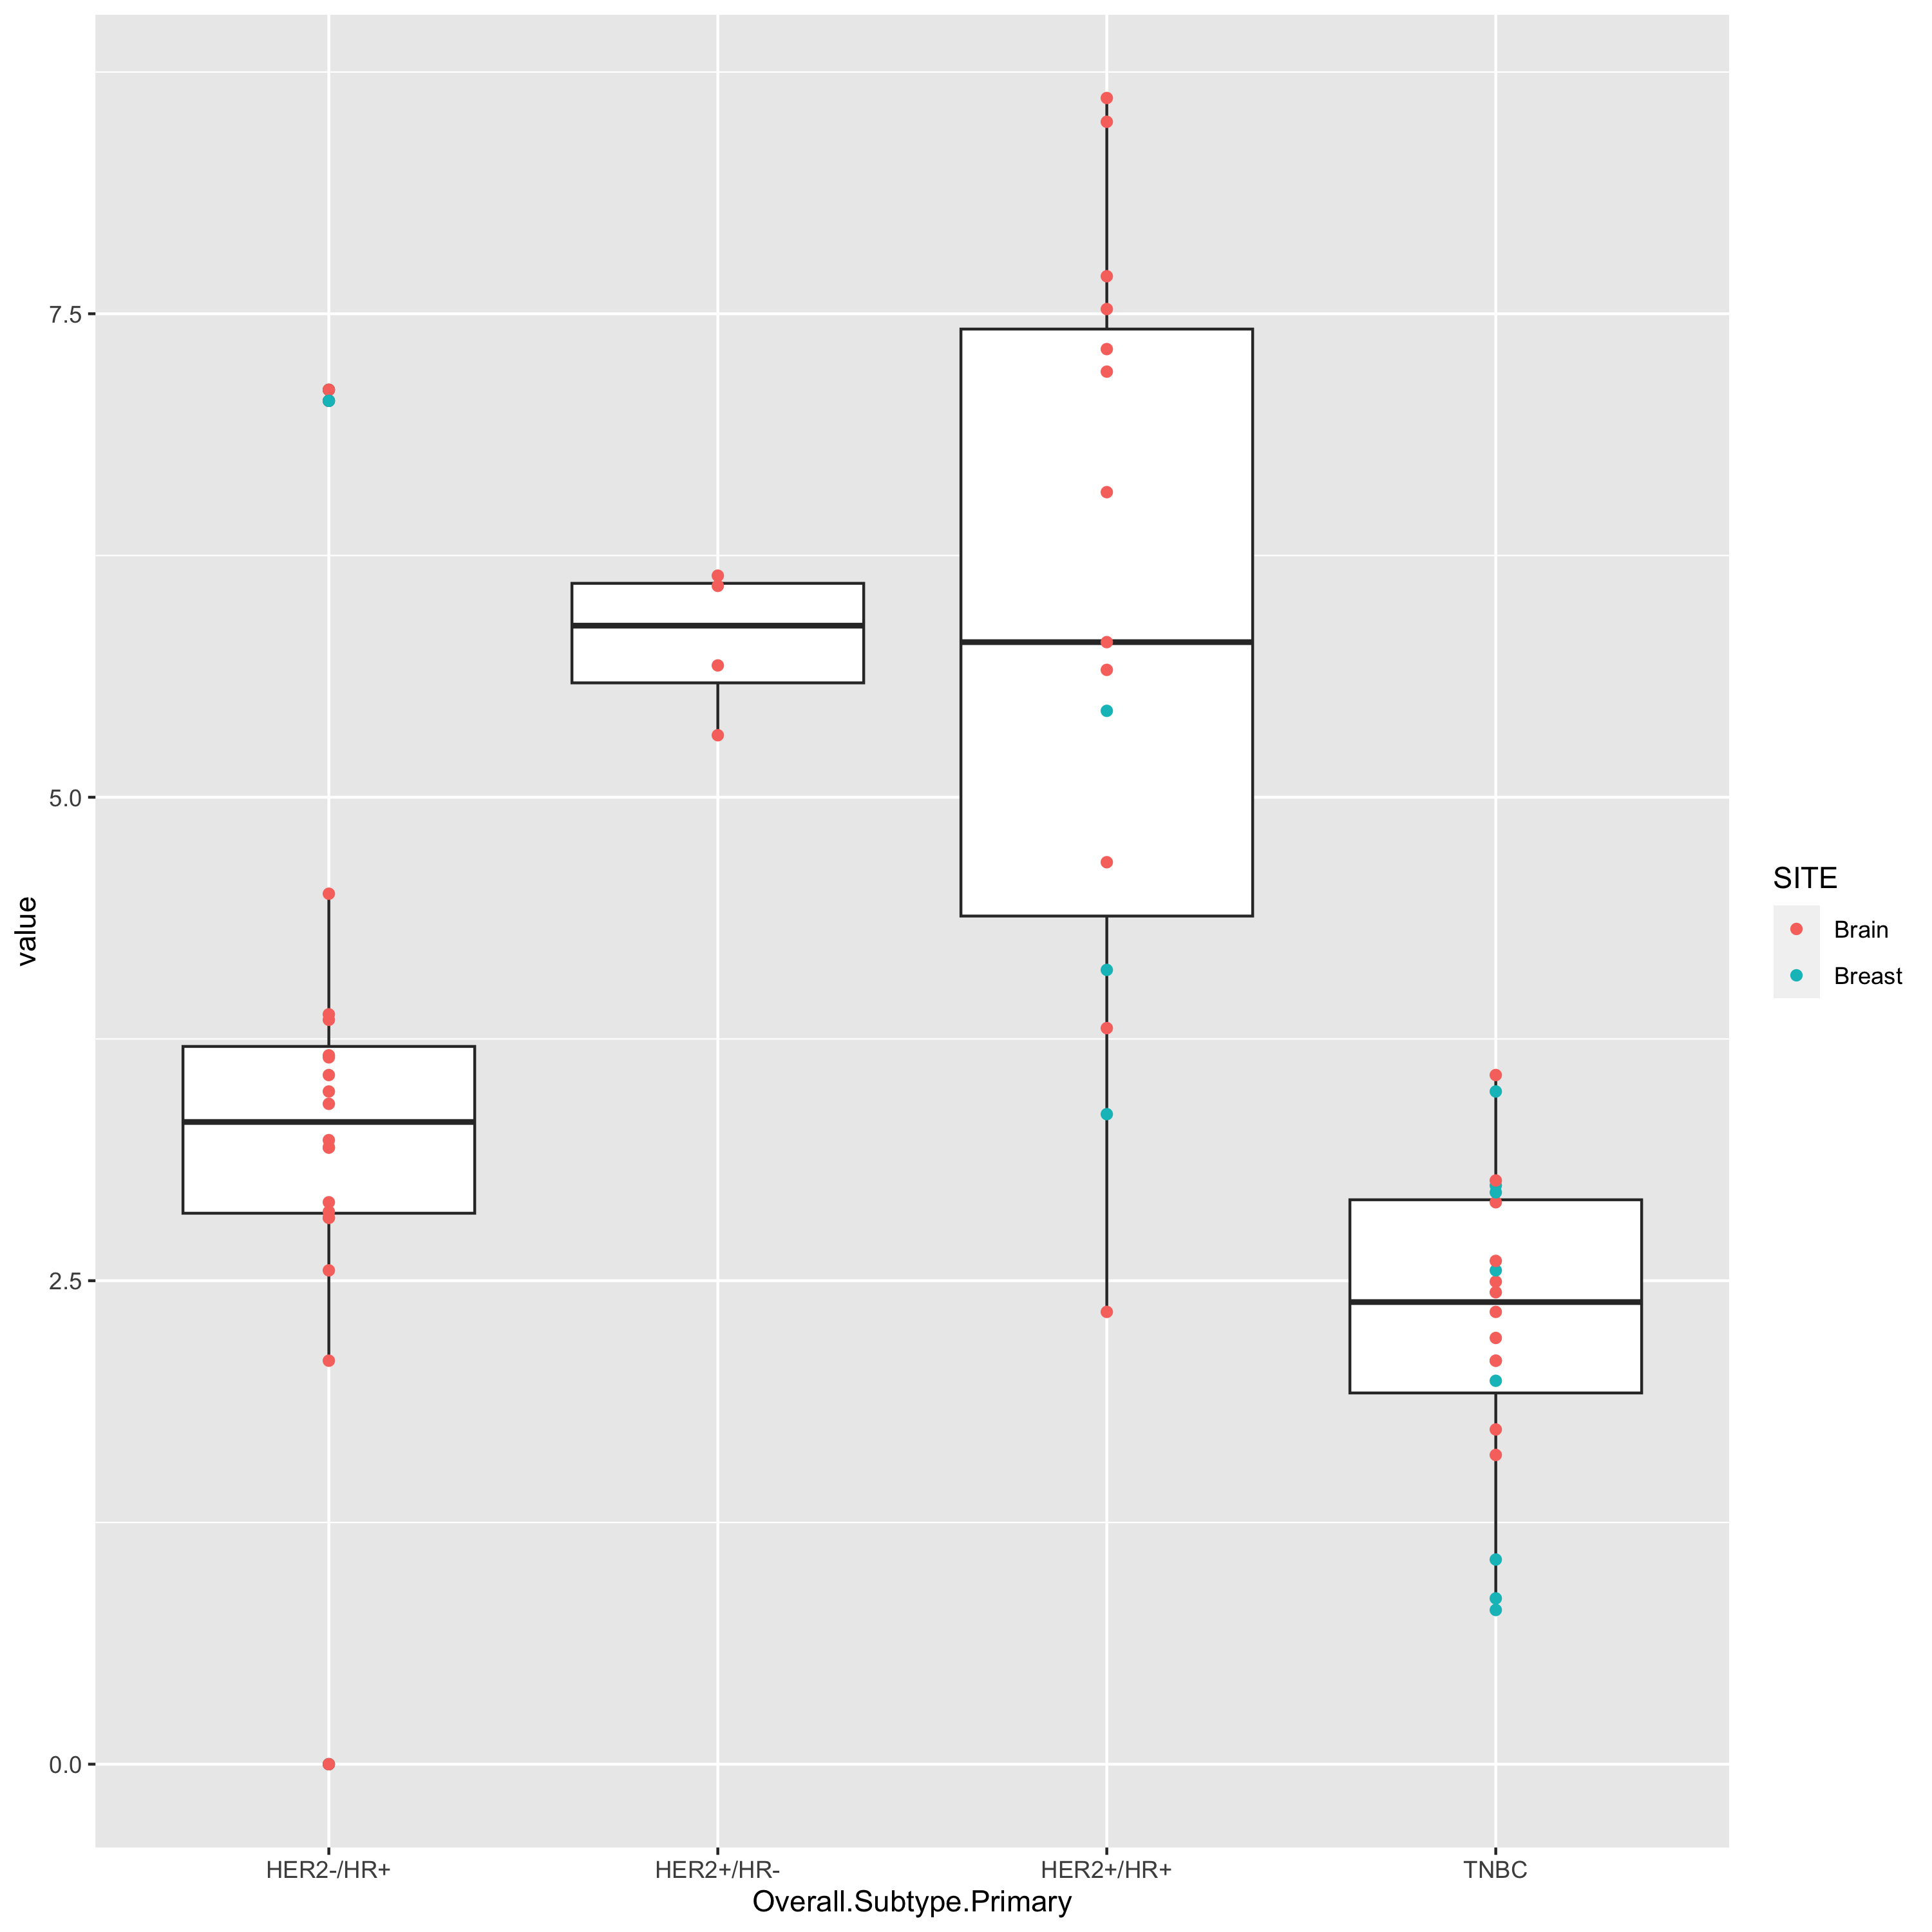 value
7.5
5.0
2.5
0.0
HER2-/HR+
HER2+/HR-
HER2+/HR+
TNBC
Overall.Subtype.Primary
SITE
Brain
Breast